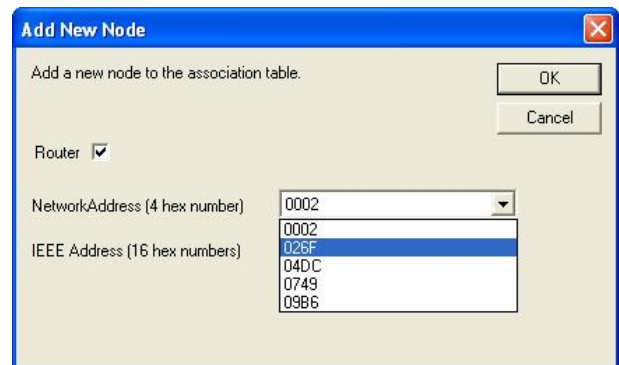 Add New Node
Add a new node to the association table.
OK
Cancel
Router
NetworkAddress (4 hex number)
0002
0002
026F
IEEE Address (16 hex numbers)
04DC
0749
09B6